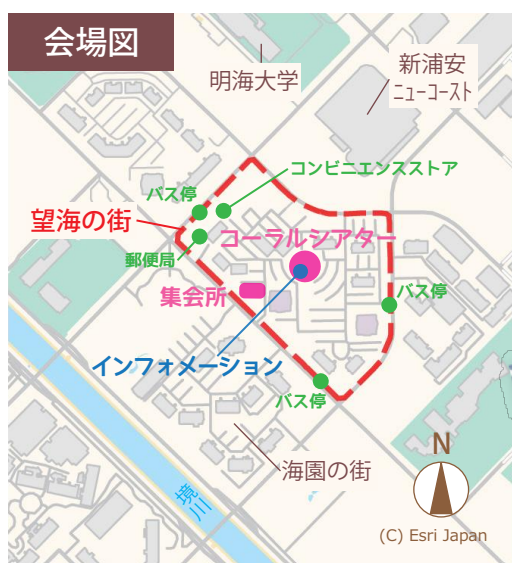 会場図
明海大学
新浦安
ニューコースト
コンビニエンスストア
バス停
望海の街
コーラルシアター
郵便局
集会所
バス停
インフォメーション
バス停
海園の街
境川
N
(C) Esri Japan